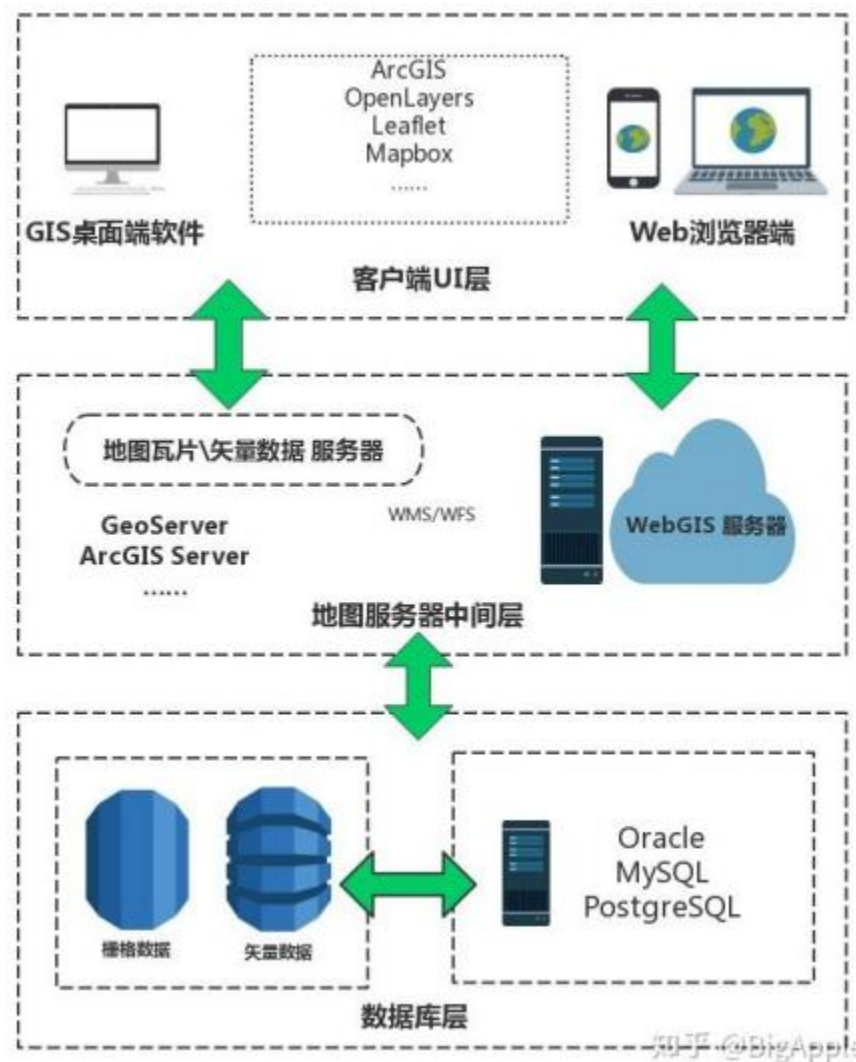 ArcGIS
OpenLayers
Leaflet
Mapbox
......
GIS桌面端软件
Web浏览器端
客户端UI层
地图瓦片\矢量数据 服务器
GeoServer
ArcGIS Server
......
WMS/WFS
WebGIS 服务器
地图服务器中间层
栅格数据
矢量数据
Oracle
MySQL
PostgreSQL
数据库层
知乎 @BigApple